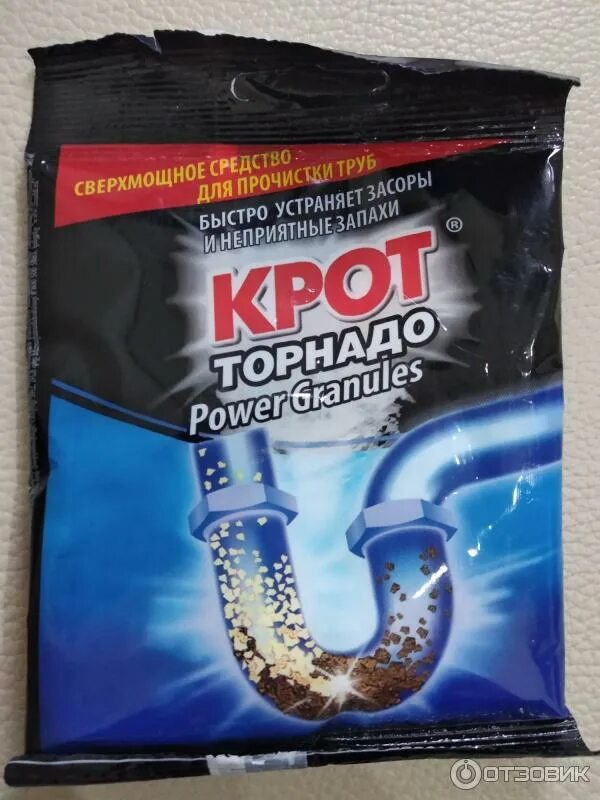 СВЕРХМОЩНОЕ СРЕДСТВО
ДЛЯ ПРОЧИСТКИ ТРУБ
БЫСТРО УСТРАНЯЕТ ЗАСОРЫ
И НЕПРИЯТНЫЕ ЗАПАХИ
КРОТ®
ТОРНАДО
Power Granules
ОТЗОВИК